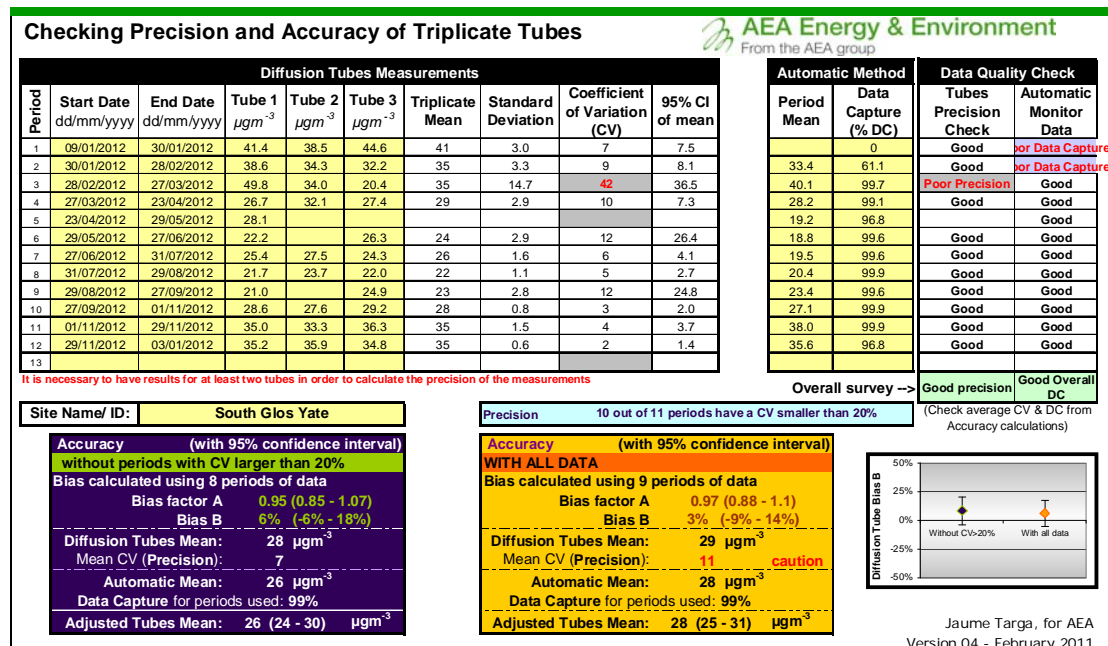 Checking Precision and Accuracy of Triplicate Tubes
AEA Energy & Environment
From the AEA group
Diffusion Tubes Measurements
Automatic Method
Data Quality Check
Period Start Date dd/mm/yyyy End Date dd/mm/yyyy Tube 1 µgm-3 Tube 2 µgm-3 Tube 3 µgm-3 Triplicate Mean Standard Deviation Coefficient of Variation (CV) 95% CI of mean Period Mean Data Capture (% DC) Tubes Precision Check Automatic Monitor Data
1 09/01/2012 30/01/2012 41.4 38.5 44.6 41 3.0 7 7.5 0 Good oor Data Capture
2 30/01/2012 28/02/2012 38.6 34.3 32.2 35 3.3 9 8.1 33.4 61.1 Good oor Data Capture
3 28/02/2012 27/03/2012 49.8 34.0 20.4 35 14.7 42 36.5 40.1 99.7 Poor Precision Good
4 27/03/2012 23/04/2012 26.7 32.1 27.4 29 2.9 10 7.3 28.2 99.1 Good Good
5 23/04/2012 29/05/2012 28.1 19.2 96.8 Good
6 29/05/2012 27/06/2012 22.2 26.3 24 2.9 12 26.4 18.8 99.6 Good Good
7 27/06/2012 31/07/2012 25.4 27.5 24.3 26 1.6 6 4.1 19.5 99.6 Good Good
8 31/07/2012 29/08/2012 21.7 23.7 22.0 22 1.1 5 2.7 20.4 99.9 Good Good
9 29/08/2012 27/09/2012 21.0 24.9 23 2.8 12 24.8 23.4 99.6 Good Good
10 27/09/2012 01/11/2012 28.6 27.6 29.2 28 0.8 3 2.0 27.1 99.9 Good Good
11 01/11/2012 29/11/2012 35.0 33.3 36.3 35 1.5 4 3.7 38.0 99.9 Good Good
12 29/11/2012 03/01/2012 35.2 35.9 34.8 35 0.6 2 1.4 35.6 96.8 Good Good
13
It is necessary to have results for at least two tubes in order to calculate the precision of the measurements
Overall survey --> Good precision Good Overall DC
(Check average CV & DC from Accuracy calculations)
Site Name/ ID: South Glos Yate
Precision 10 out of 11 periods have a CV smaller than 20%
Accuracy (with 95% confidence interval)
without periods with CV larger than 20%
Bias calculated using 8 periods of data
Bias factor A 0.95 (0.85 - 1.07)
Bias B 6% (-6% - 18%)
Diffusion Tubes Mean: 28 µgm-3
Mean CV (Precision): 7
Automatic Mean: 26 µgm-3
Data Capture for periods used: 99%
Adjusted Tubes Mean: 26 (24 - 30) µgm-3
Accuracy (with 95% confidence interval)
WITH ALL DATA
Bias calculated using 9 periods of data
Bias factor A 0.97 (0.88 - 1.1)
Bias B 3% (-9% - 14%)
Diffusion Tubes Mean: 29 µgm-3
Mean CV (Precision): 11 caution
Automatic Mean: 28 µgm-3
Data Capture for periods used: 99%
Adjusted Tubes Mean: 28 (25 - 31) µgm-3
Diffusion Tube Bias B
50%
25%
0%
-25%
-50%
Without CV>20%
With all data
Jaume Targa, for AEA
Version 04 - February 2011